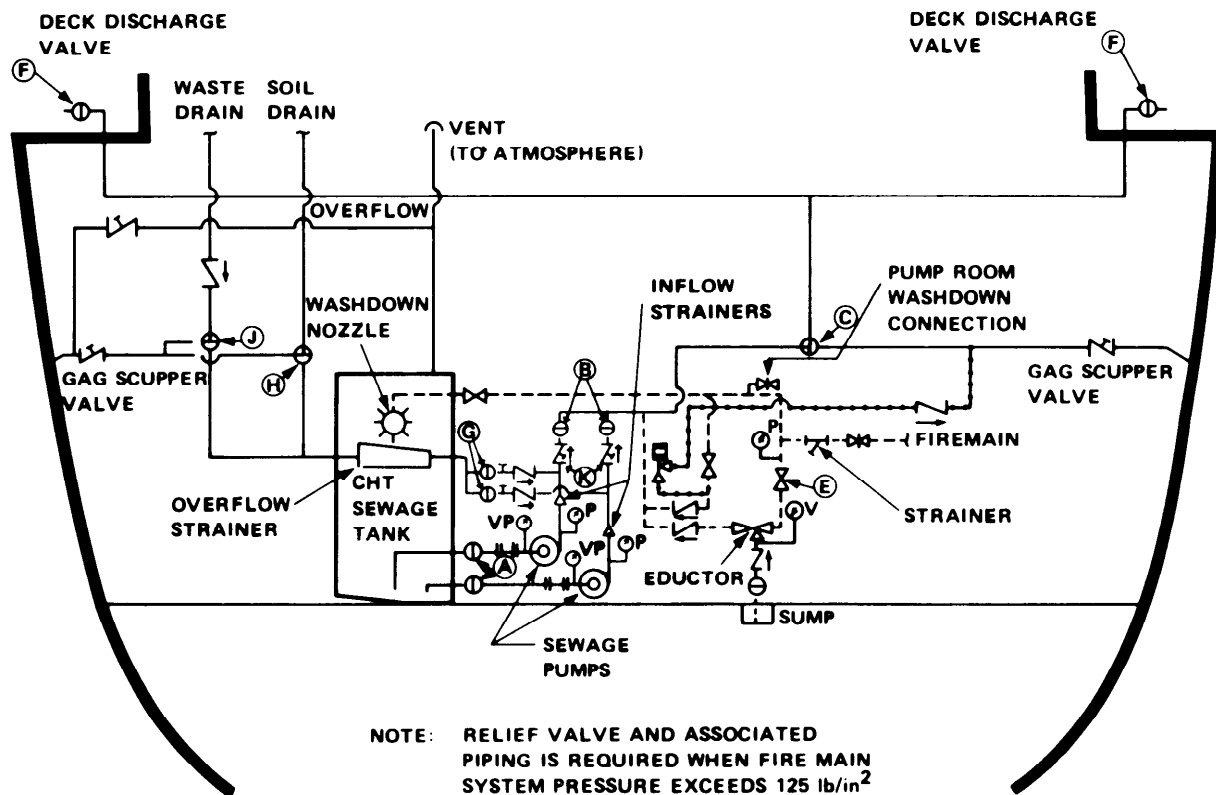 DECK DISCHARGE
VALVE
F
WASTE
DRAIN
SOIL
DRAIN
VENT
(TO ATMOSPHERE)
DECK DISCHARGE
VALVE
F
OVERFLOW
WASHDOWN
NOZZLE
INFLOW
STRAINERS
PUMP ROOM
WASHDOWN
CONNECTION
J
H
C
GAG SCUPPER
VALVE
GAG SCUPPER
VALVE
B
G
K
P
FIREMAIN
E
STRAINER
V
OVERFLOW
STRAINER
CHT
SEWAGE
TANK
VP
P
VP
P
A
EDUCTOR
SUMP
SEWAGE
PUMPS
NOTE: RELIEF VALVE AND ASSOCIATED
PIPING IS REQUIRED WHEN FIRE MAIN
SYSTEM PRESSURE EXCEEDS 125 lb/in²